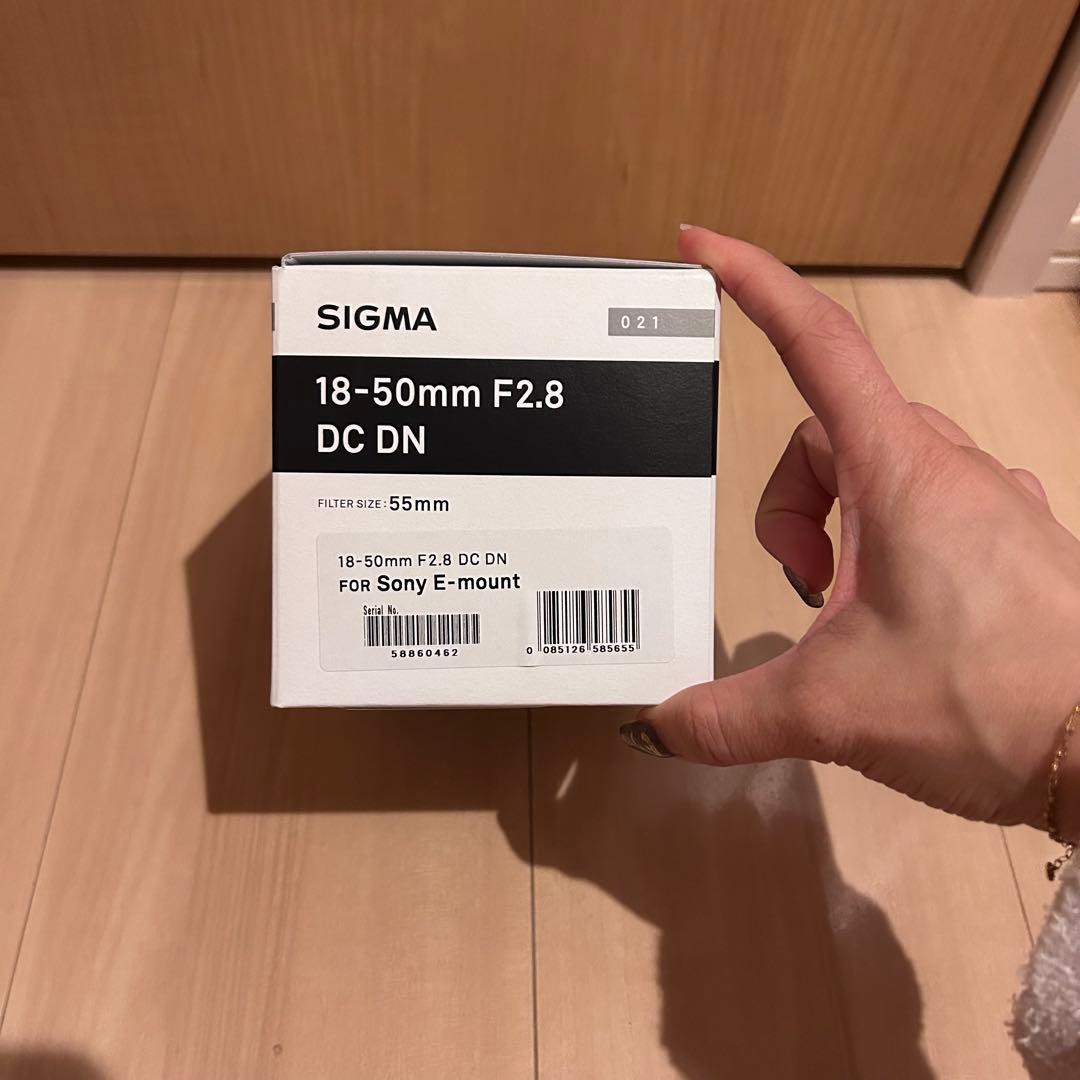 SIGMA
021
18-50mm F2.8
DC DN
FILTER SIZE: 55mm
18-50mm F2.8 DC DN
FOR Sony E-mount
Serial No.
58860462
0 085126 585655